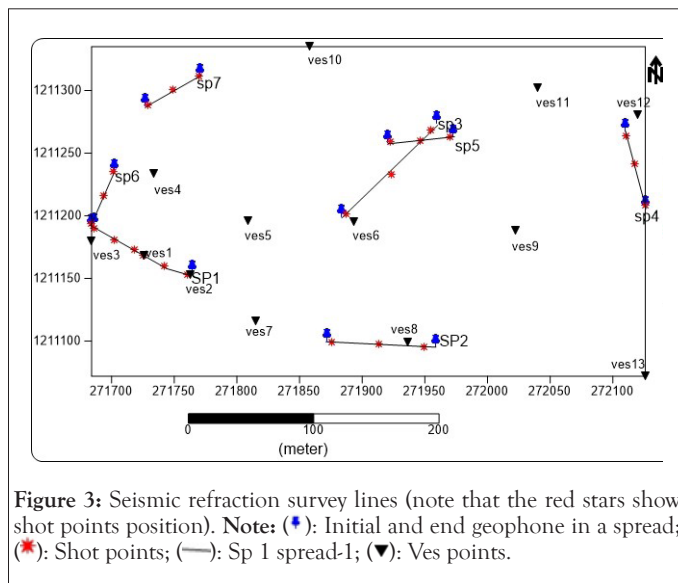 ves10
N
sp7
1211300
ves11
ves12
sp3
sp5
1211250
sp6
ves4
sp4
1211200
ves5
ves6
ves9
ves3
ves1
1211150
SP1
ves2
ves7
ves8
SP2
1211100
ves13
271700 271750 271800 271850 271900 271950 272000 272050 272100
0 100 200
(meter)
Figure 3: Seismic refraction survey lines (note that the red stars show
shot points position). Note: ( ): Initial and end geophone in a spread;
( ): Shot points; ( ): Sp 1 spread-1; ( ): Ves points.